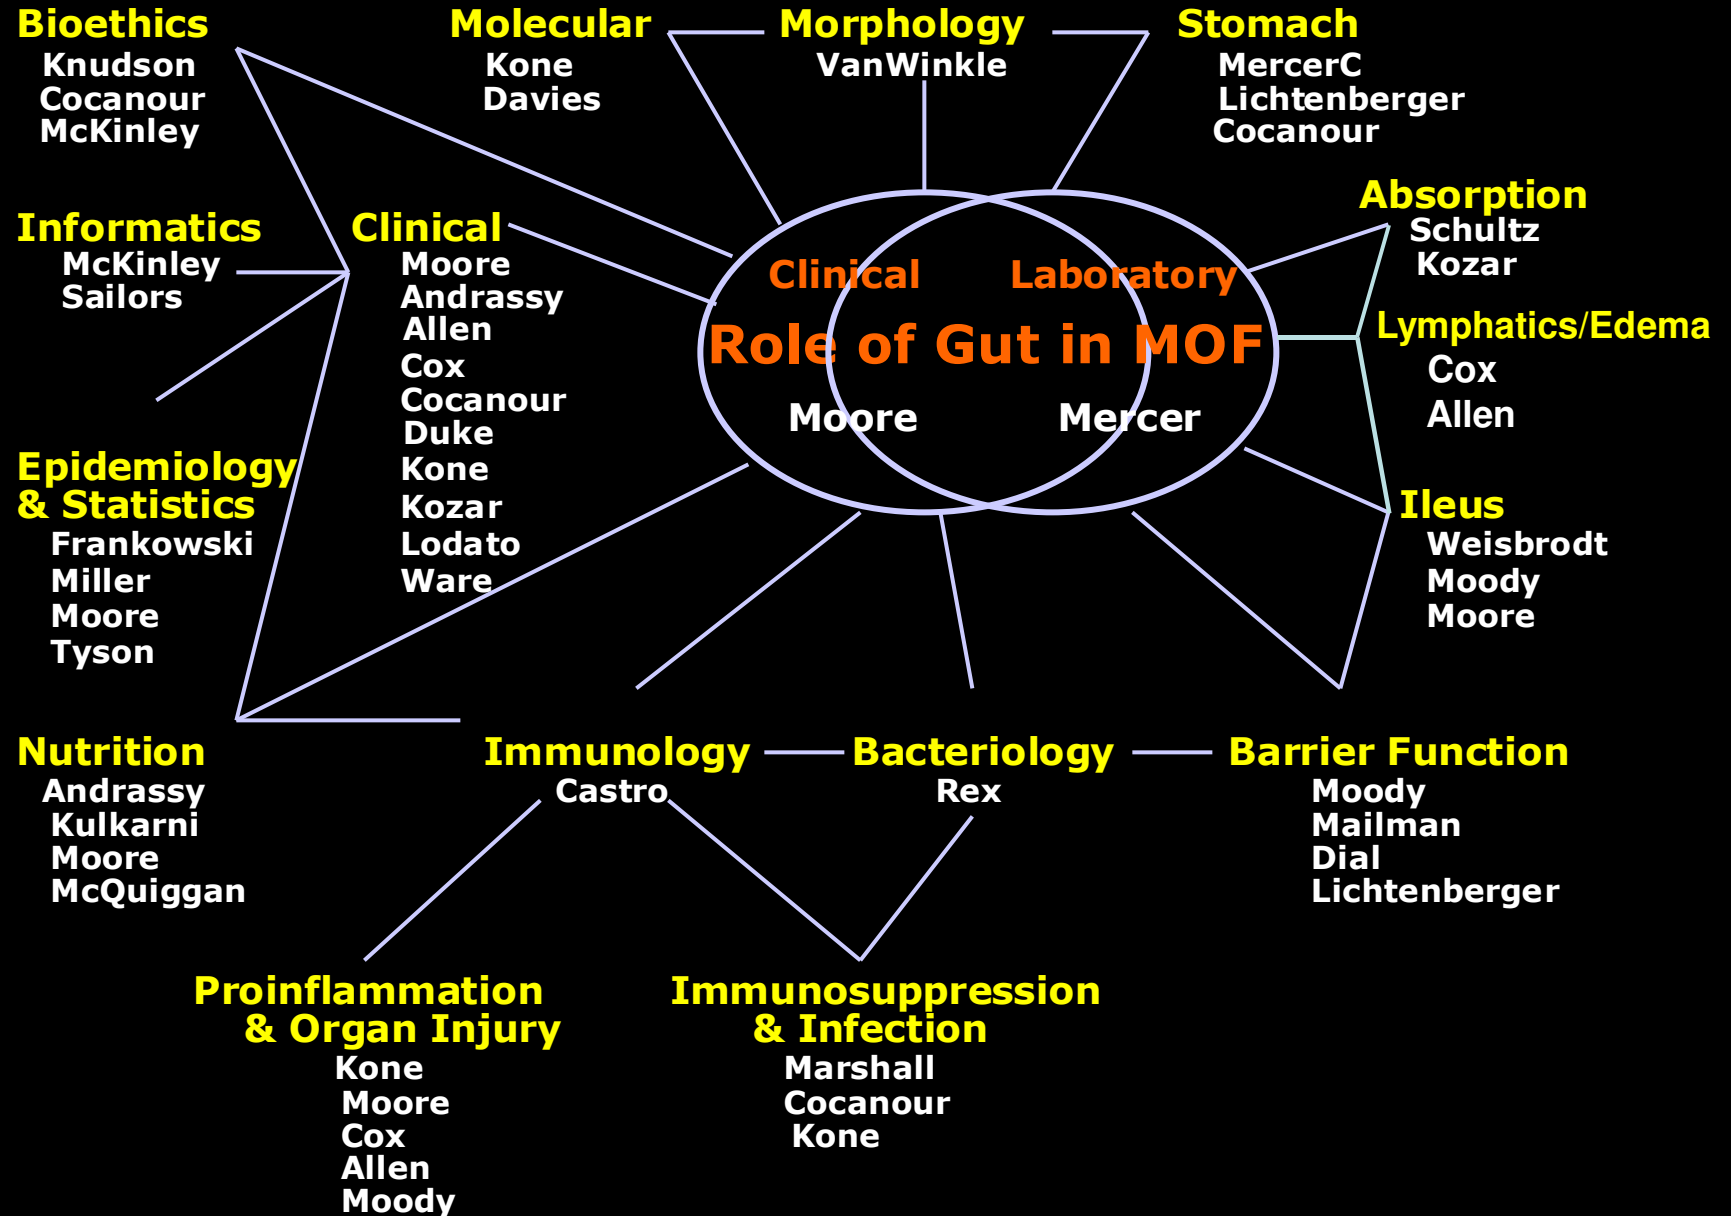 Bioethics
Knudson
Cocanour
McKinley
Molecular
Kone
Davies
Morphology
VanWinkle
Stomach
MercerC
Lichtenberger
Cocanour
Informatics
McKinley
Sailors
Clinical
Moore
Andrassy
Allen
Cox
Cocanour
Duke
Kone
Kozar
Lodato
Ware
Clinical
Laboratory
Role of Gut in MOF
Moore
Mercer
Absorption
Schultz
Kozar
Lymphatics/Edema
Cox
Allen
Epidemiology
& Statistics
Frankowski
Miller
Moore
Tyson
Ileus
Weisbrodt
Moody
Moore
Nutrition
Andrassy
Kulkarni
Moore
McQuiggan
Immunology
Castro
Bacteriology
Rex
Barrier Function
Moody
Mailman
Dial
Lichtenberger
Proinflammation
& Organ Injury
Kone
Moore
Cox
Allen
Moody
Immunosuppression
& Infection
Marshall
Cocanour
Kone